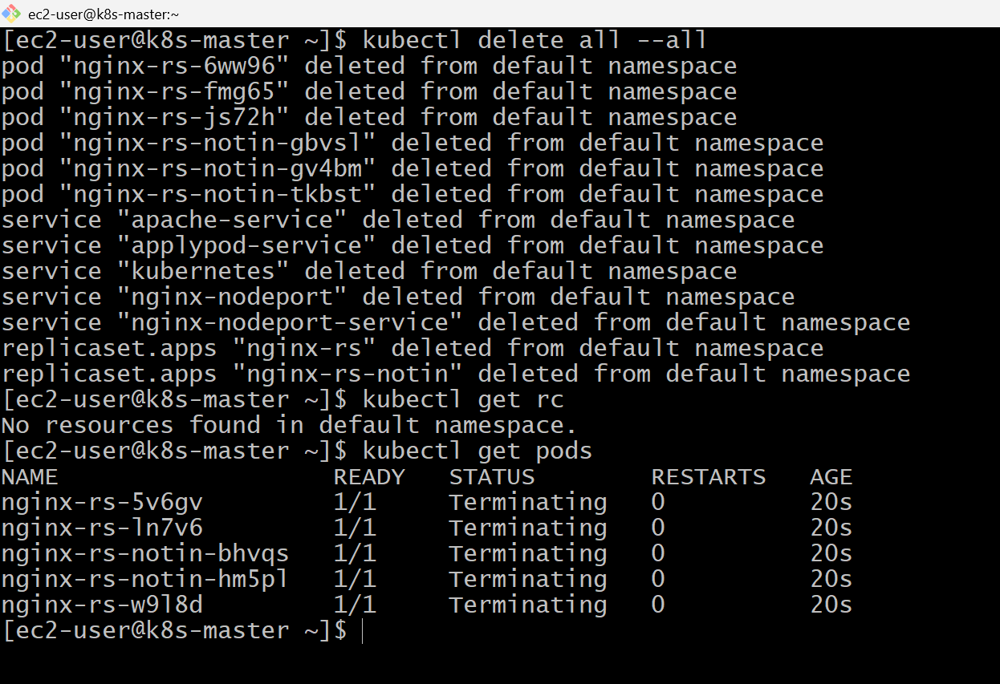 ec2-user@k8s-master:~
[ec2-user@k8s-master ~]$ kubectl delete all --all
pod "nginx-rs-6ww96" deleted from default namespace
pod "nginx-rs-fmg65" deleted from default namespace
pod "nginx-rs-js72h" deleted from default namespace
pod "nginx-rs-notin-gbvsl" deleted from default namespace
pod "nginx-rs-notin-gv4bm" deleted from default namespace
pod "nginx-rs-notin-tkbst" deleted from default namespace
service "apache-service" deleted from default namespace
service "applypod-service" deleted from default namespace
service "kubernetes" deleted from default namespace
service "nginx-nodeport" deleted from default namespace
service "nginx-nodeport-service" deleted from default namespace
replicaset.apps "nginx-rs" deleted from default namespace
replicaset.apps "nginx-rs-notin" deleted from default namespace
[ec2-user@k8s-master ~]$ kubectl get rc
No resources found in default namespace.
[ec2-user@k8s-master ~]$ kubectl get pods
NAME                   READY   STATUS        RESTARTS   AGE
nginx-rs-5v6gv         1/1     Terminating   0          20s
nginx-rs-ln7v6         1/1     Terminating   0          20s
nginx-rs-notin-bhvqs   1/1     Terminating   0          20s
nginx-rs-notin-hm5pl   1/1     Terminating   0          20s
nginx-rs-w9l8d         1/1     Terminating   0          20s
[ec2-user@k8s-master ~]$